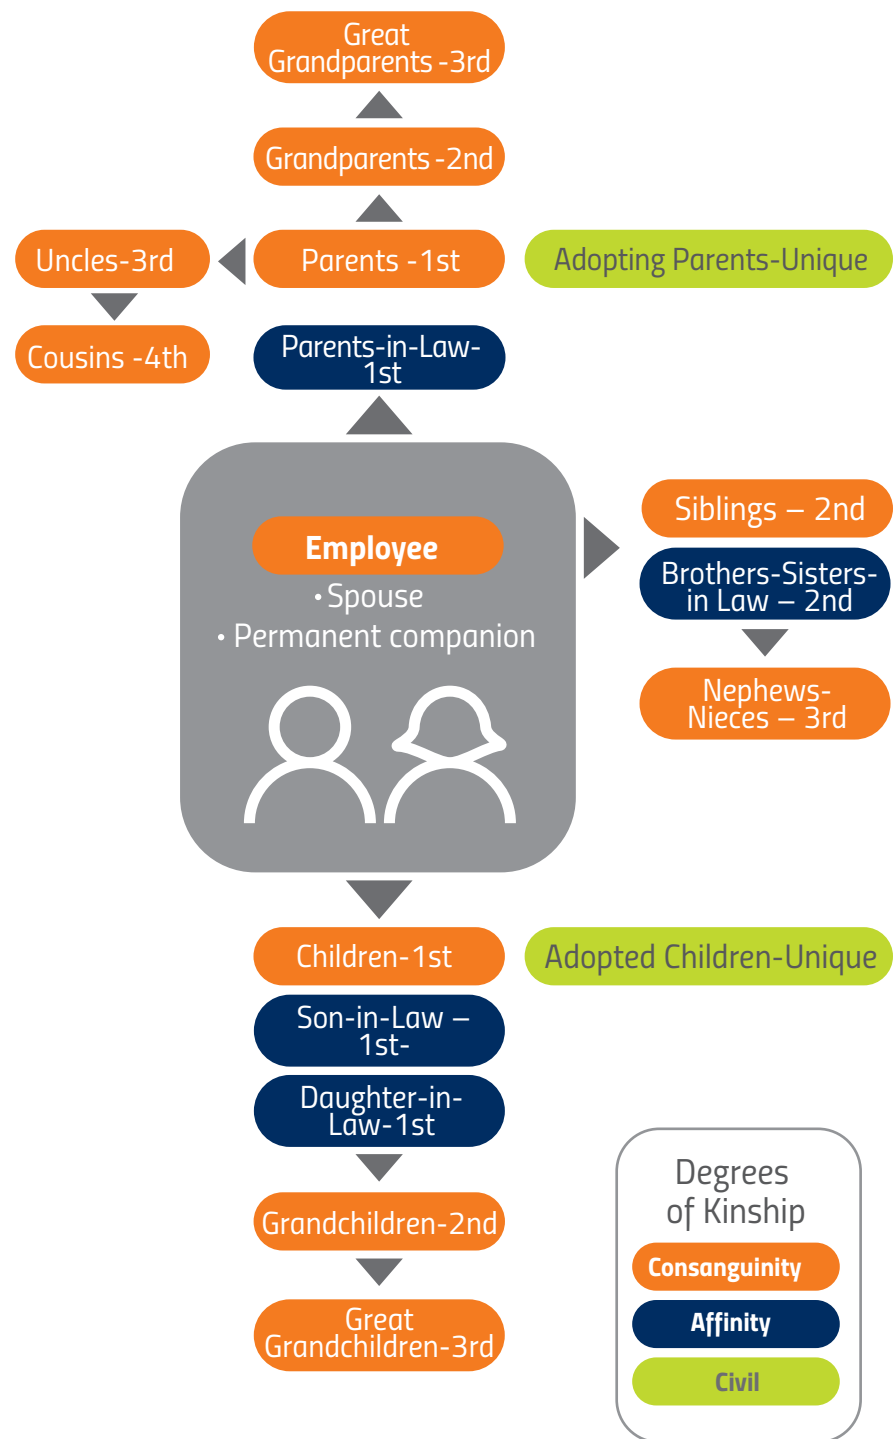 Great
Grandparents -3rd
Grandparents -2nd
Uncles-3rd
Parents -1st
Adopting Parents-Unique
Cousins -4th
Parents-in-Law-
1st
Employee
• Spouse
• Permanent companion
Siblings – 2nd
Brothers-Sisters-
in Law – 2nd
Nephews-
Nieces – 3rd
Children-1st
Adopted Children-Unique
Son-in-Law –
1st-
Daughter-in-
Law-1st
Grandchildren-2nd
Great
Grandchildren-3rd
Degrees
of Kinship
Consanguinity
Affinity
Civil